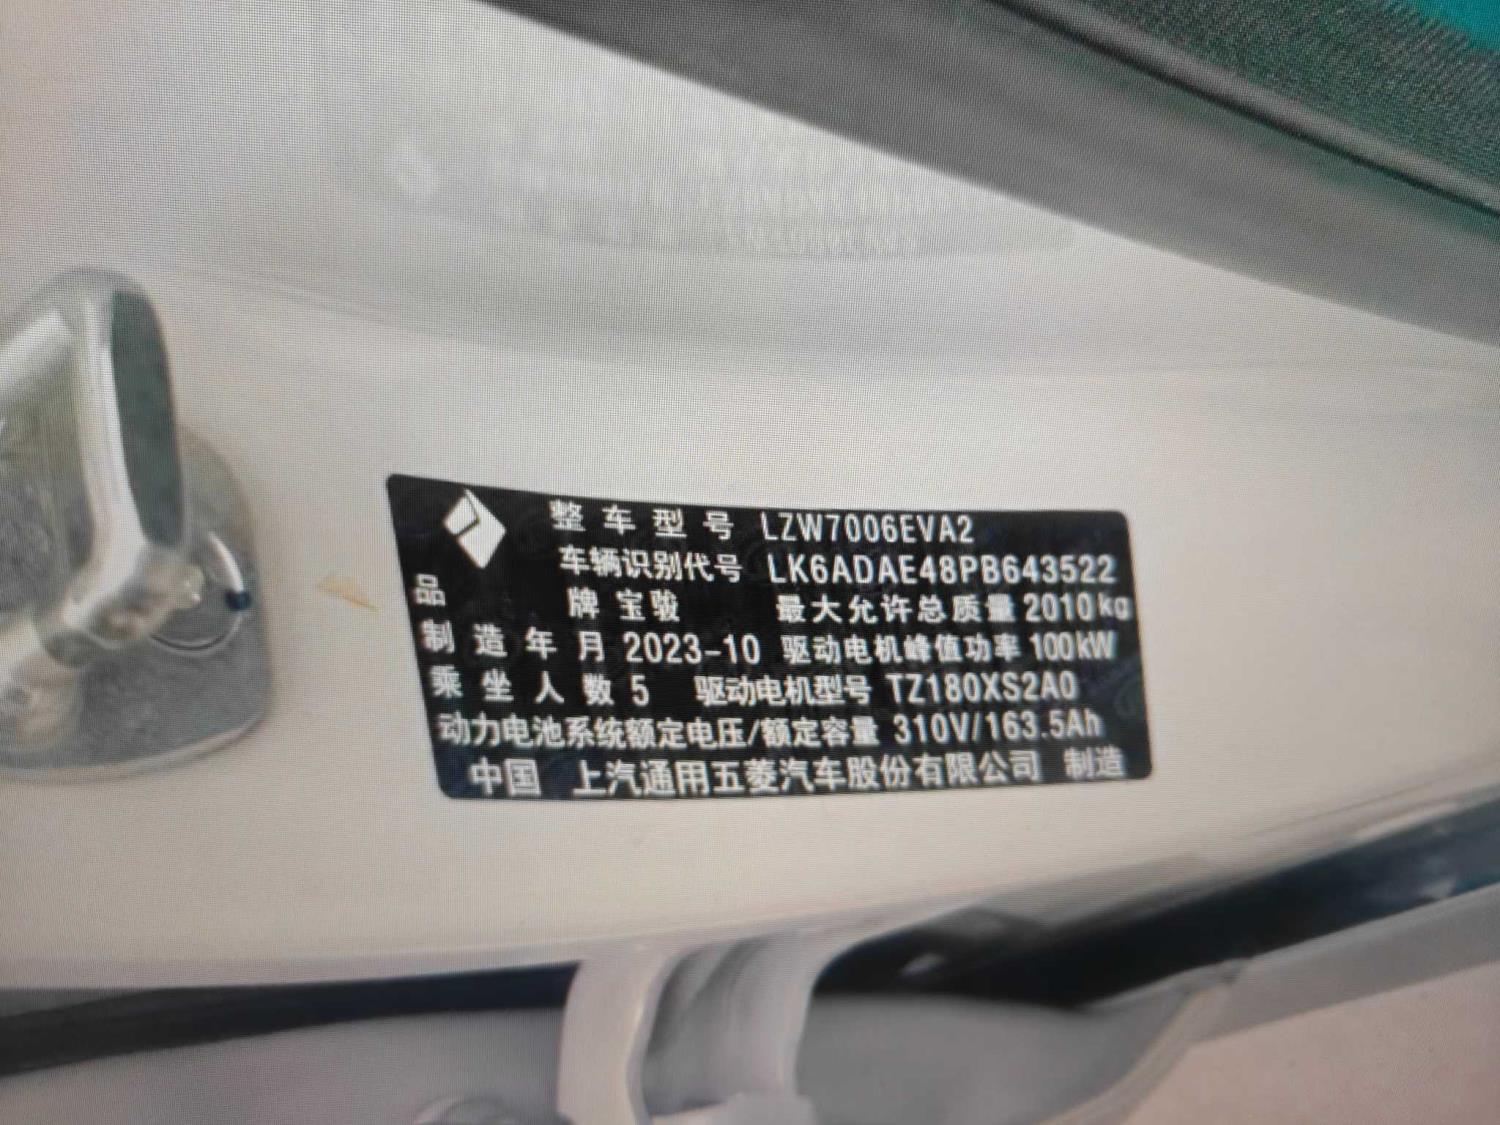 整车型号 LZW7006EVA2
车辆识别代号 LK6ADAE48PB643522
品牌 宝骏 最大允许总质量 2010kg
制造年月 2023-10 驱动电机峰值功率 100kW
乘坐人数 5 驱动电机型号 TZ180XS2A0
动力电池系统额定电压/额定容量 310V/163.5Ah
中国 上汽通用五菱汽车股份有限公司 制造